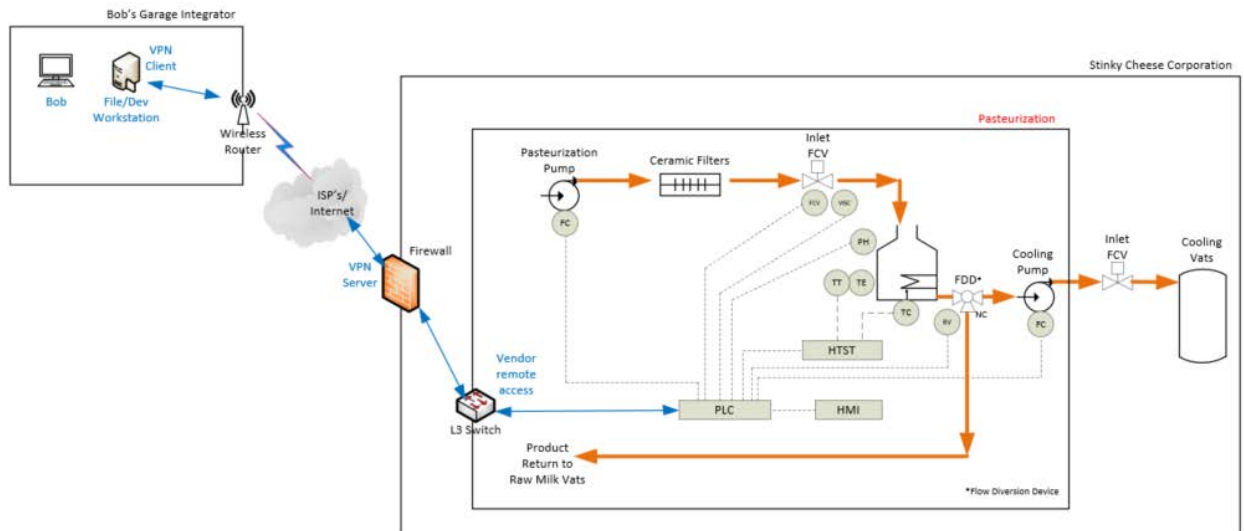 Bob's Garage Integrator
VPN
Client
Bob
File/Dev
Workstation
Wireless
Router
ISP's/
Internet
Firewall
VPN
Server
L3 Switch
Vendor
remote
access
Stinky Cheese Corporation
Pasteurization
Pasteurization
Pump
FC
Ceramic Filters
Inlet
FCV
FCV
VISC
PH
TT
TE
TC
HTST
BV
FDD*
NC
Cooling
Pump
FC
Inlet
FCV
Cooling
Vats
PLC
HMI
Product
Return to
Raw Milk Vats
*Flow Diversion Device